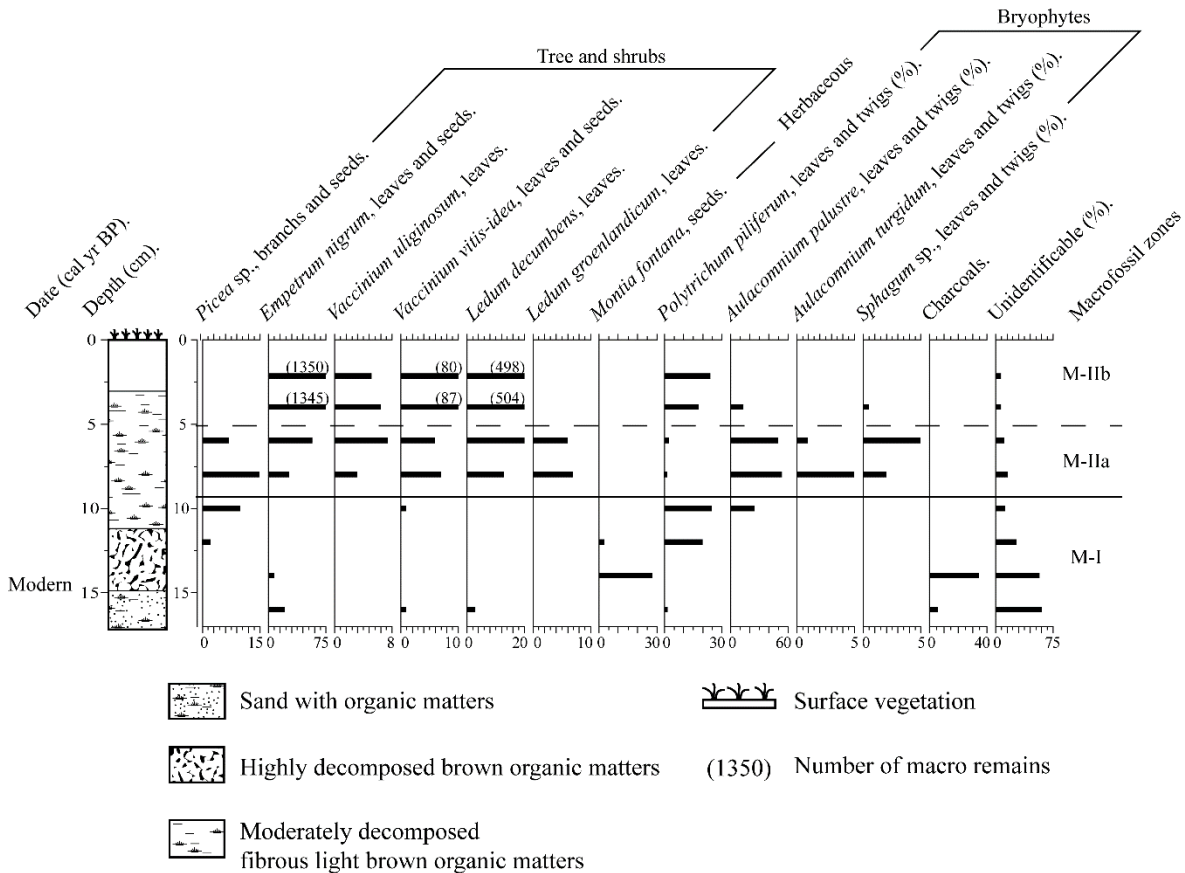 Bryophytes
Tree and shrubs
Herbaceous
Date (cal yr BP).
Depth (cm).
Picea sp., branchs and seeds.
Empetrum nigrum, leaves and seeds.
Vaccinium uliginosum, leaves.
Vaccinium vitis-idea, leaves and seeds.
Ledum decumbens, leaves.
Ledum groenlandicum, leaves.
Montia fontana, seeds.
Polytrichum piliferum, leaves and twigs (%).
Aulacomnium palustre, leaves and twigs (%).
Aulacomnium turgidum, leaves and twigs (%).
Sphagum sp., leaves and twigs (%).
Charcoals.
Unidentificable (%).
Macrofossil zones
0 0
(1350) (80) (498) M-IIb
(1345) (87) (504)
5 5
M-IIa
10 10
M-I
Modern
15 15
0 15 0 75 0 8 0 10 0 20 0 10 0 30 0 30 0 60 0 5 0 5 0 40 0 75
Sand with organic matters
Surface vegetation
Highly decomposed brown organic matters
(1350) Number of macro remains
Moderately decomposed
fibrous light brown organic matters